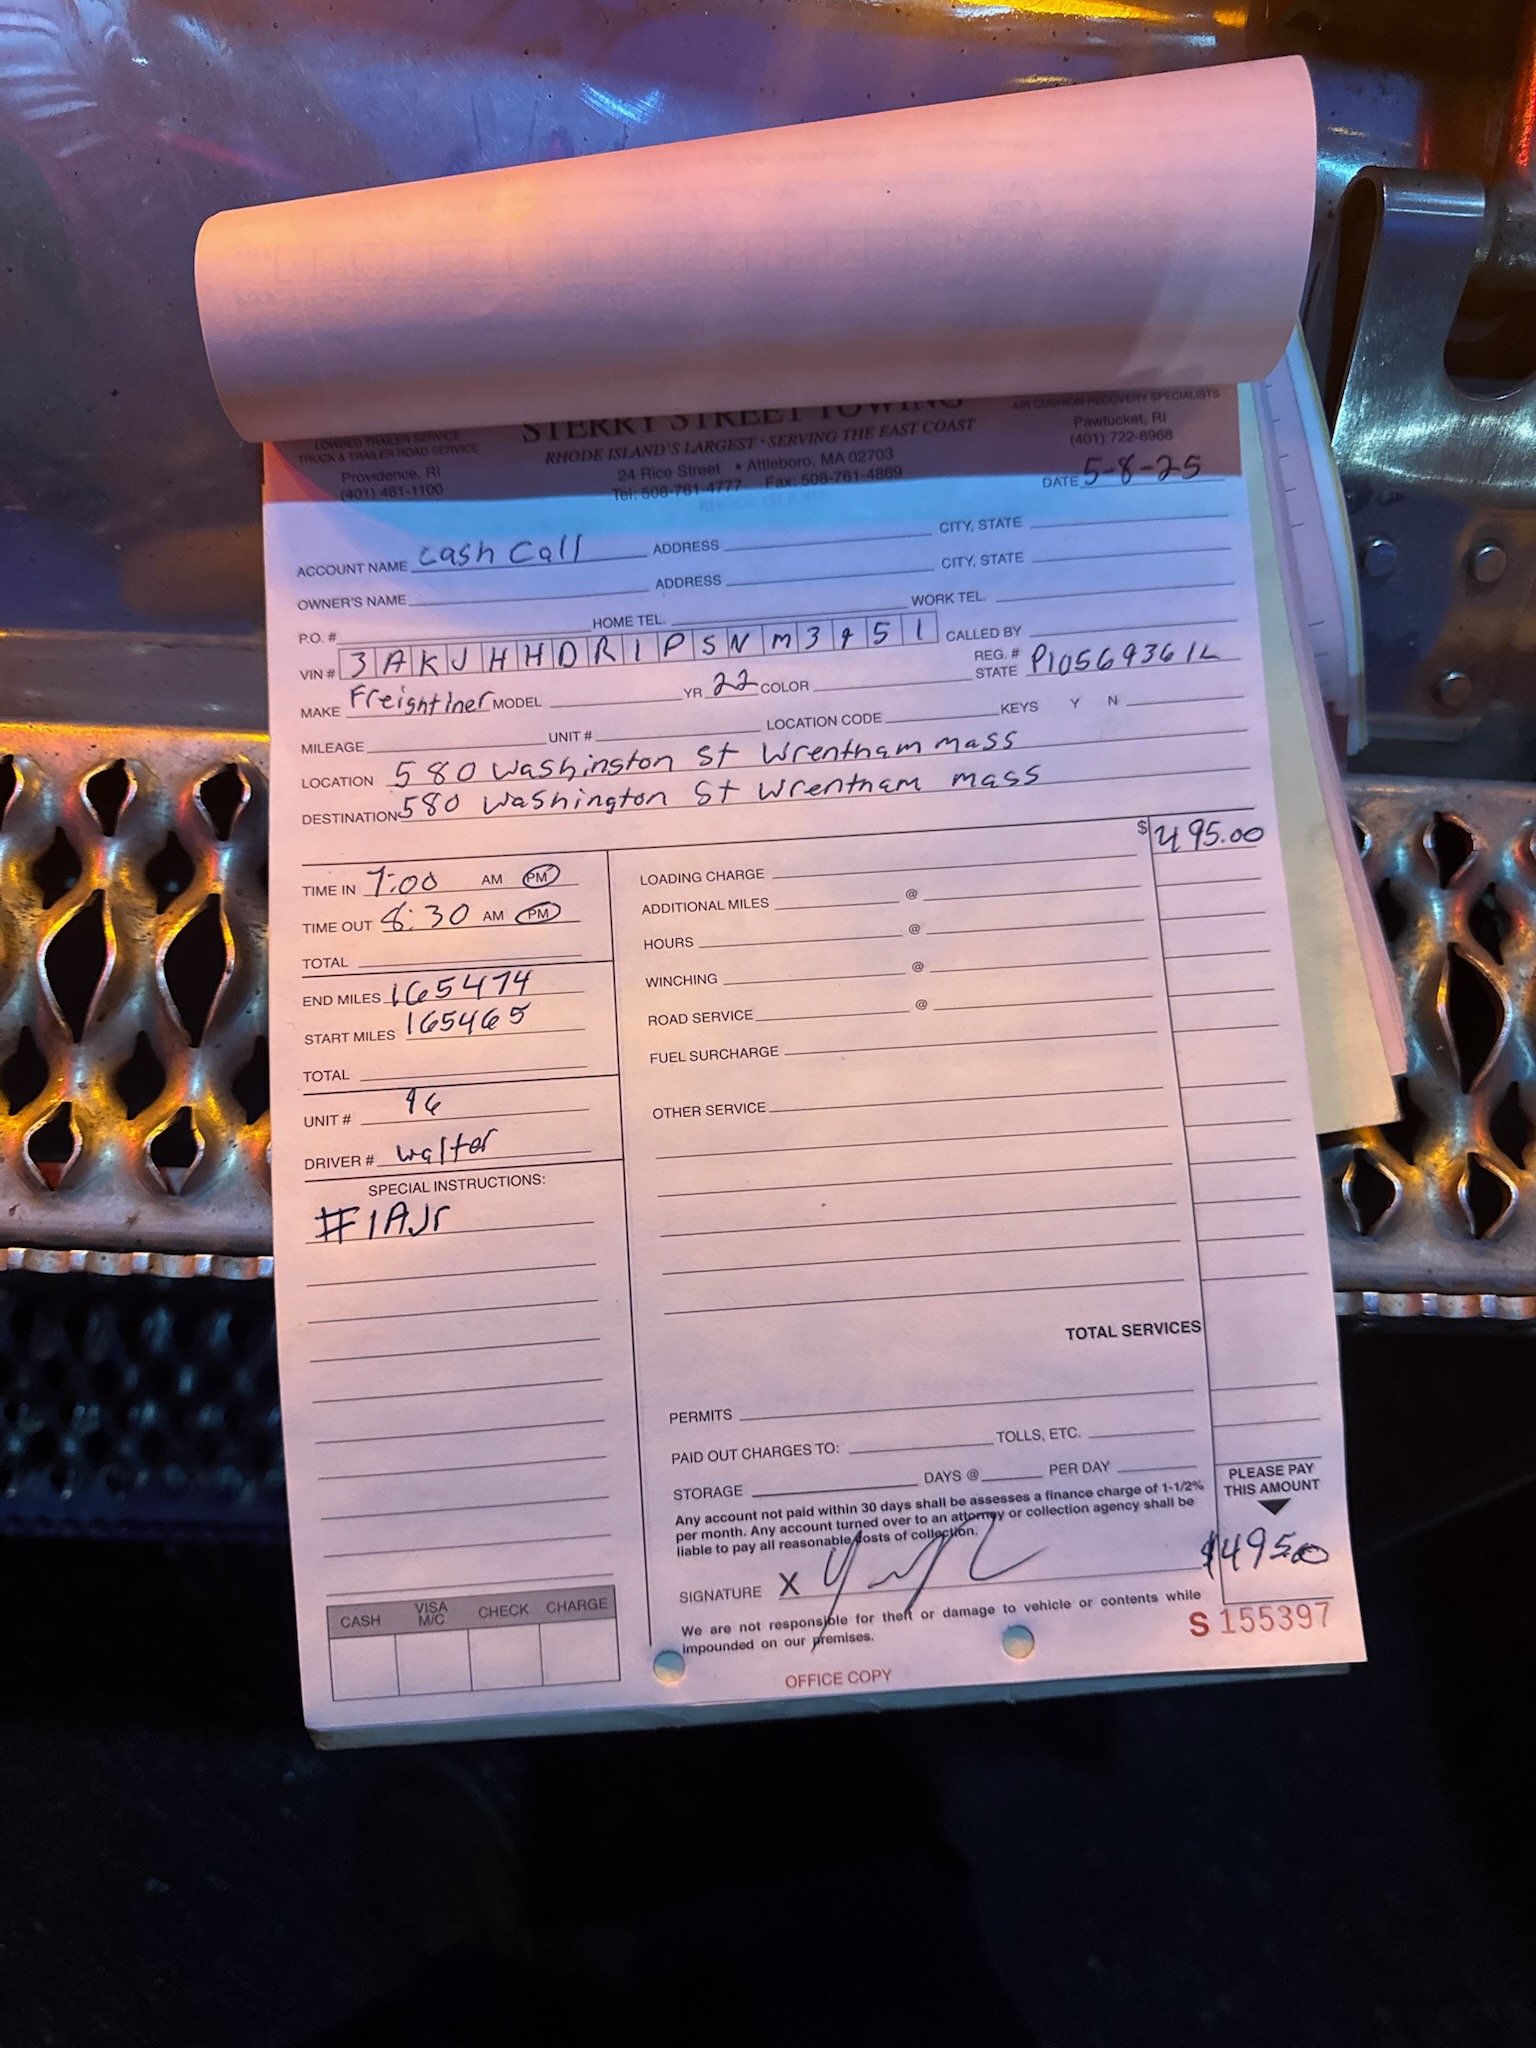 STERRY STREET TOWING
AIR CUSHION RECOVERY SPECIALISTS
LOWBED TRAILER SERVICE
TRUCK & TRAILER ROAD SERVICE
RHODE ISLAND'S LARGEST • SERVING THE EAST COAST
Providence, RI
(401) 461-1100
24 Rice Street • Attleboro, MA 02703
Tel: 508-761-4777 Fax: 508-761-4869
Pawtucket, RI
(401) 722-8968
DATE 5-8-25
ACCOUNT NAME Cash Call ADDRESS CITY, STATE
OWNER'S NAME ADDRESS CITY, STATE
P.O. # HOME TEL. WORK TEL.
VIN # 3 A K J H H D R 1 P S N M 3 9 5 1 CALLED BY
MAKE Freightlner MODEL YR 22 COLOR REG. # STATE P1056936 IL
MILEAGE UNIT # LOCATION CODE KEYS Y N
LOCATION 580 Washington St Wrentham mass
DESTINATION 580 Washington St Wrentham mass
$ 495.00
TIME IN 7:00 AM PM
TIME OUT 8:30 AM PM
TOTAL
END MILES 165474
START MILES 165465
TOTAL
UNIT # 96
DRIVER # Walter
SPECIAL INSTRUCTIONS:
#1AJr
LOADING CHARGE
ADDITIONAL MILES @
HOURS @
WINCHING @
ROAD SERVICE @
FUEL SURCHARGE
OTHER SERVICE
TOTAL SERVICES
PERMITS
PAID OUT CHARGES TO: TOLLS, ETC.
STORAGE DAYS @ PER DAY
PLEASE PAY
THIS AMOUNT
Any account not paid within 30 days shall be assesses a finance charge of 1-1/2%
per month. Any account turned over to an attorney or collection agency shall be
liable to pay all reasonable costs of collection.
$495.00
SIGNATURE X
We are not responsible for theft or damage to vehicle or contents while
impounded on our premises.
S 155397
CASH VISA M/C CHECK CHARGE
OFFICE COPY